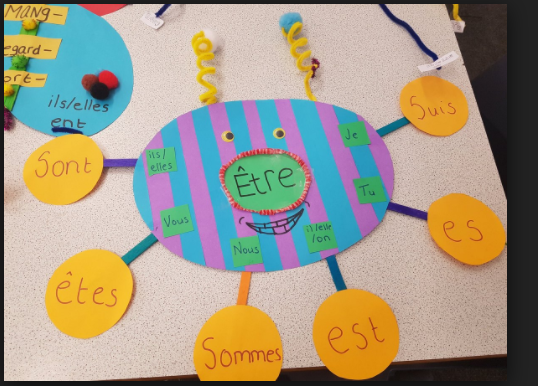 MANG-
egard-
ort-
ils/elles
ent
Être
Je
Suis
Tu
es
il/elle
/on
est
Nous
Sommes
Vous
êtes
ils/
elles
Sont